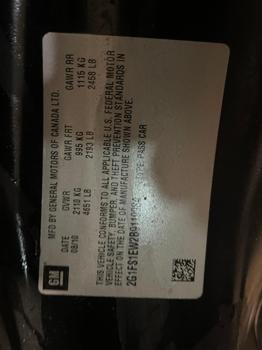 MFD BY GENERAL MOTORS OF CANADA LTD.
DATE GVWR GAWR FRT GAWR RR
08/10 2110 KG 995 KG 1115 KG
4651 LB 2193 LB 2458 LB
THIS VEHICLE CONFORMS TO ALL APPLICABLE U.S. FEDERAL MOTOR
VEHICLE SAFETY, BUMPER, AND THEFT PREVENTION STANDARDS IN
EFFECT ON THE DATE OF MANUFACTURE SHOWN ABOVE.
TYPE: PASS CAR
GM